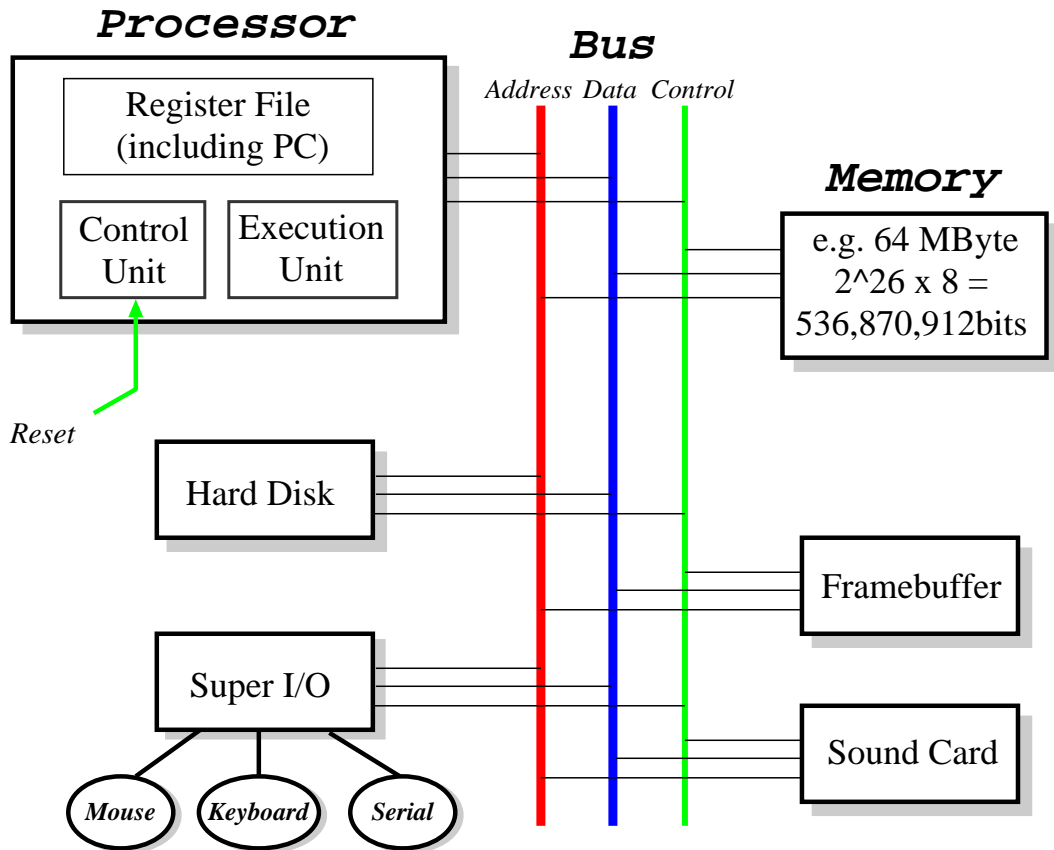 Processor
Bus
Address Data Control
Register File
(including PC)
Control
Unit
Execution
Unit
Reset
Memory
e.g. 64 MByte
2^26 x 8 =
536,870,912bits
Hard Disk
Framebuffer
Super I/O
Sound Card
Mouse
Keyboard
Serial